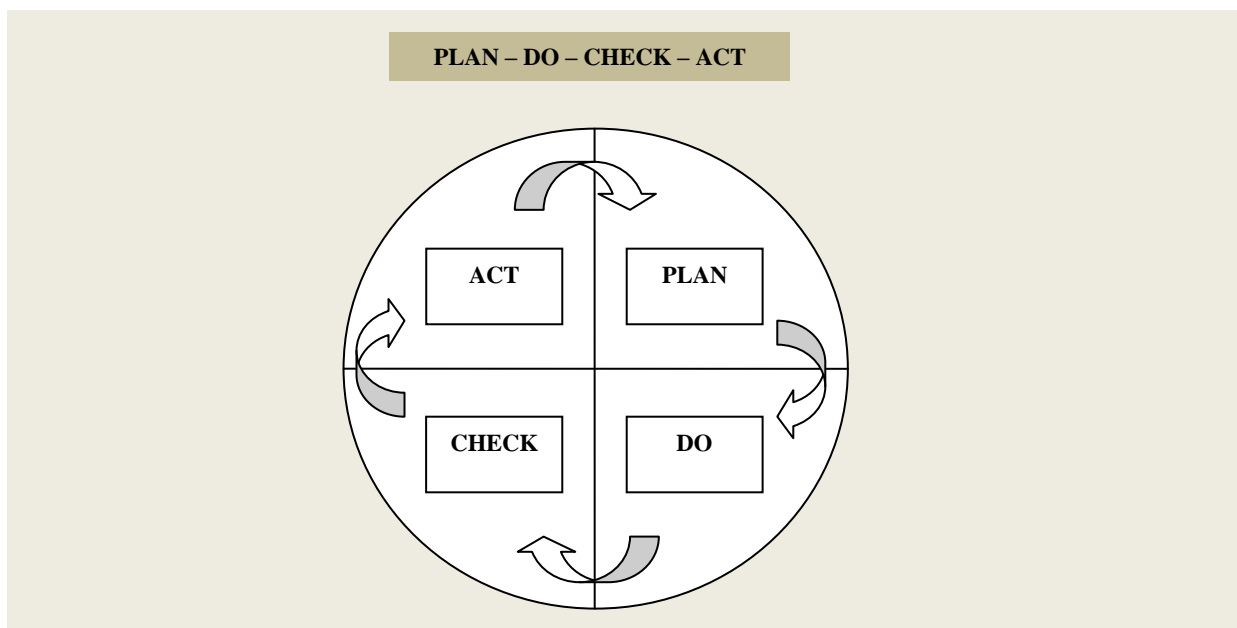 PLAN – DO – CHECK – ACT
ACT
PLAN
CHECK
DO